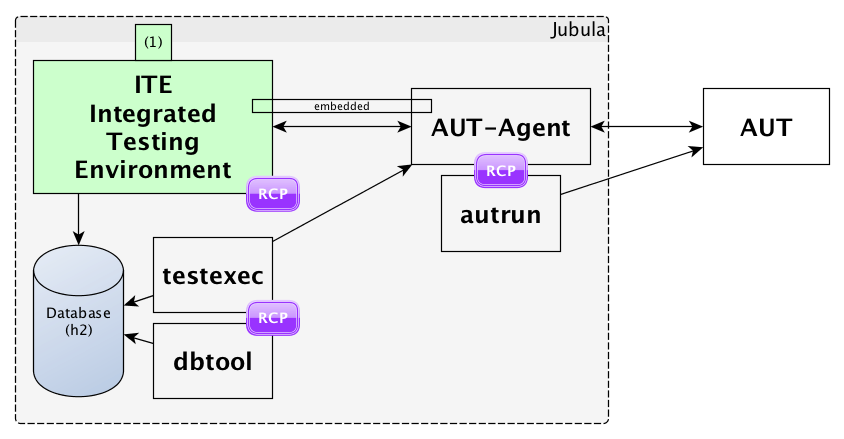 Jubula
(1)
ITE
Integrated
Testing
Environment
RCP
embedded
AUT-Agent
AUT
RCP
autrun
testexec
Database
(h2)
RCP
dbtool